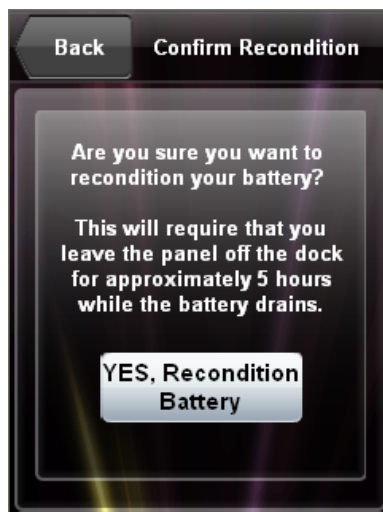 Back
Confirm Recondition
Are you sure you want to
recondition your battery?
This will require that you
leave the panel off the dock
for approximately 5 hours
while the battery drains.
YES, Recondition
Battery